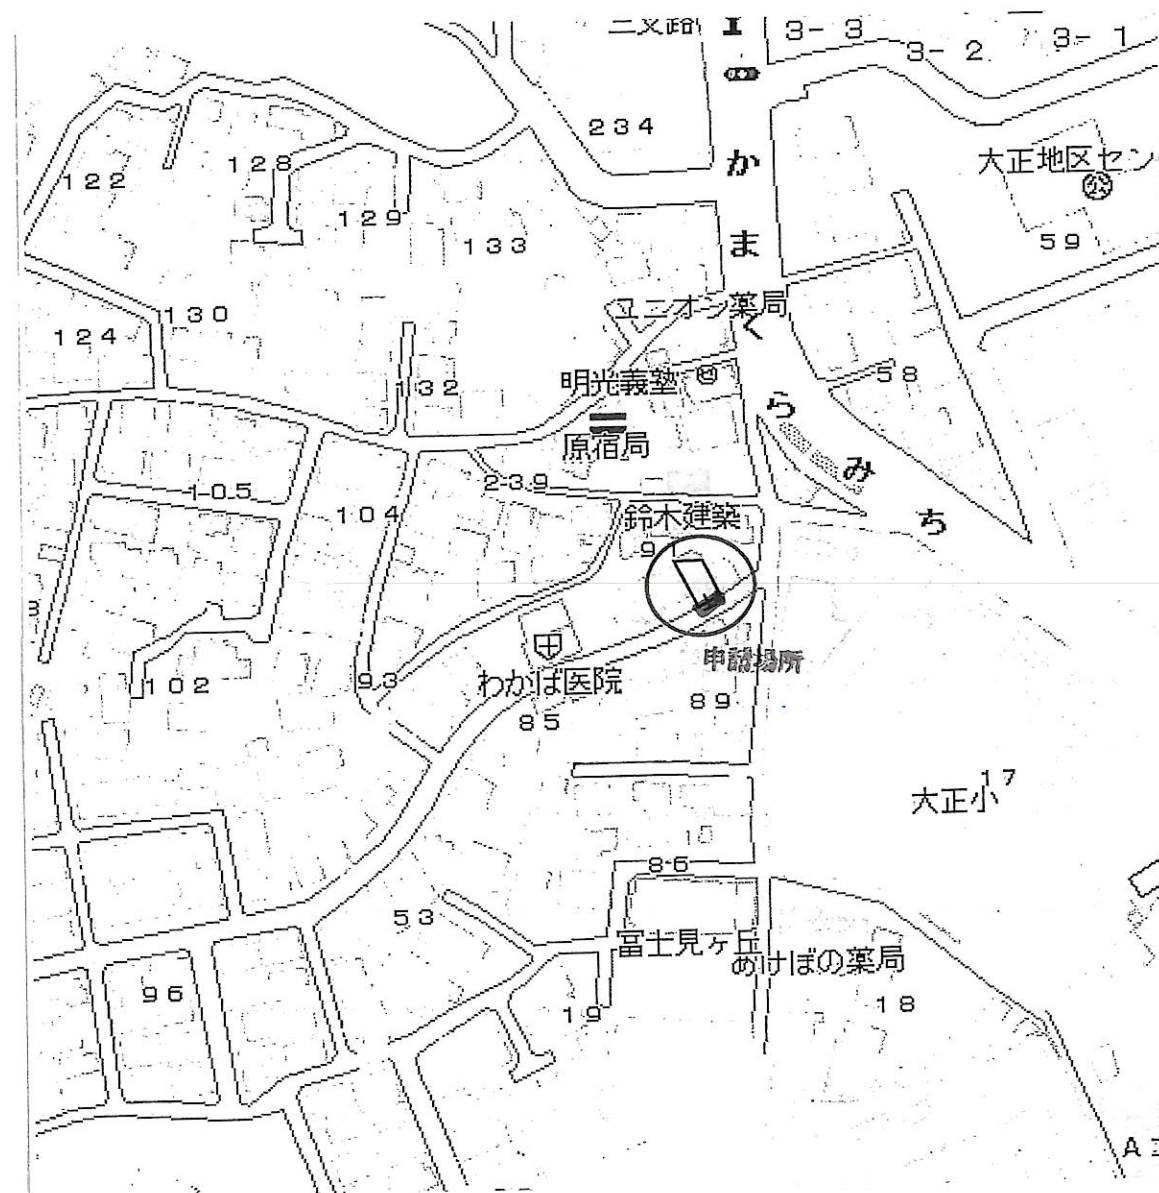 三叉路
3-3
3-2
3-1
234
か
大正地区セン
公
128
122
129
ま
59
133
130
ユニオン薬局
124
く
58
明光義塾
132
ら
原宿局
み
239
105
104
鈴木建築
ち
9
申請場所
わかば医院
93
102
89
85
17
大正小
86
53
富士見ヶ丘
あけぼの薬局
96
19
18
A